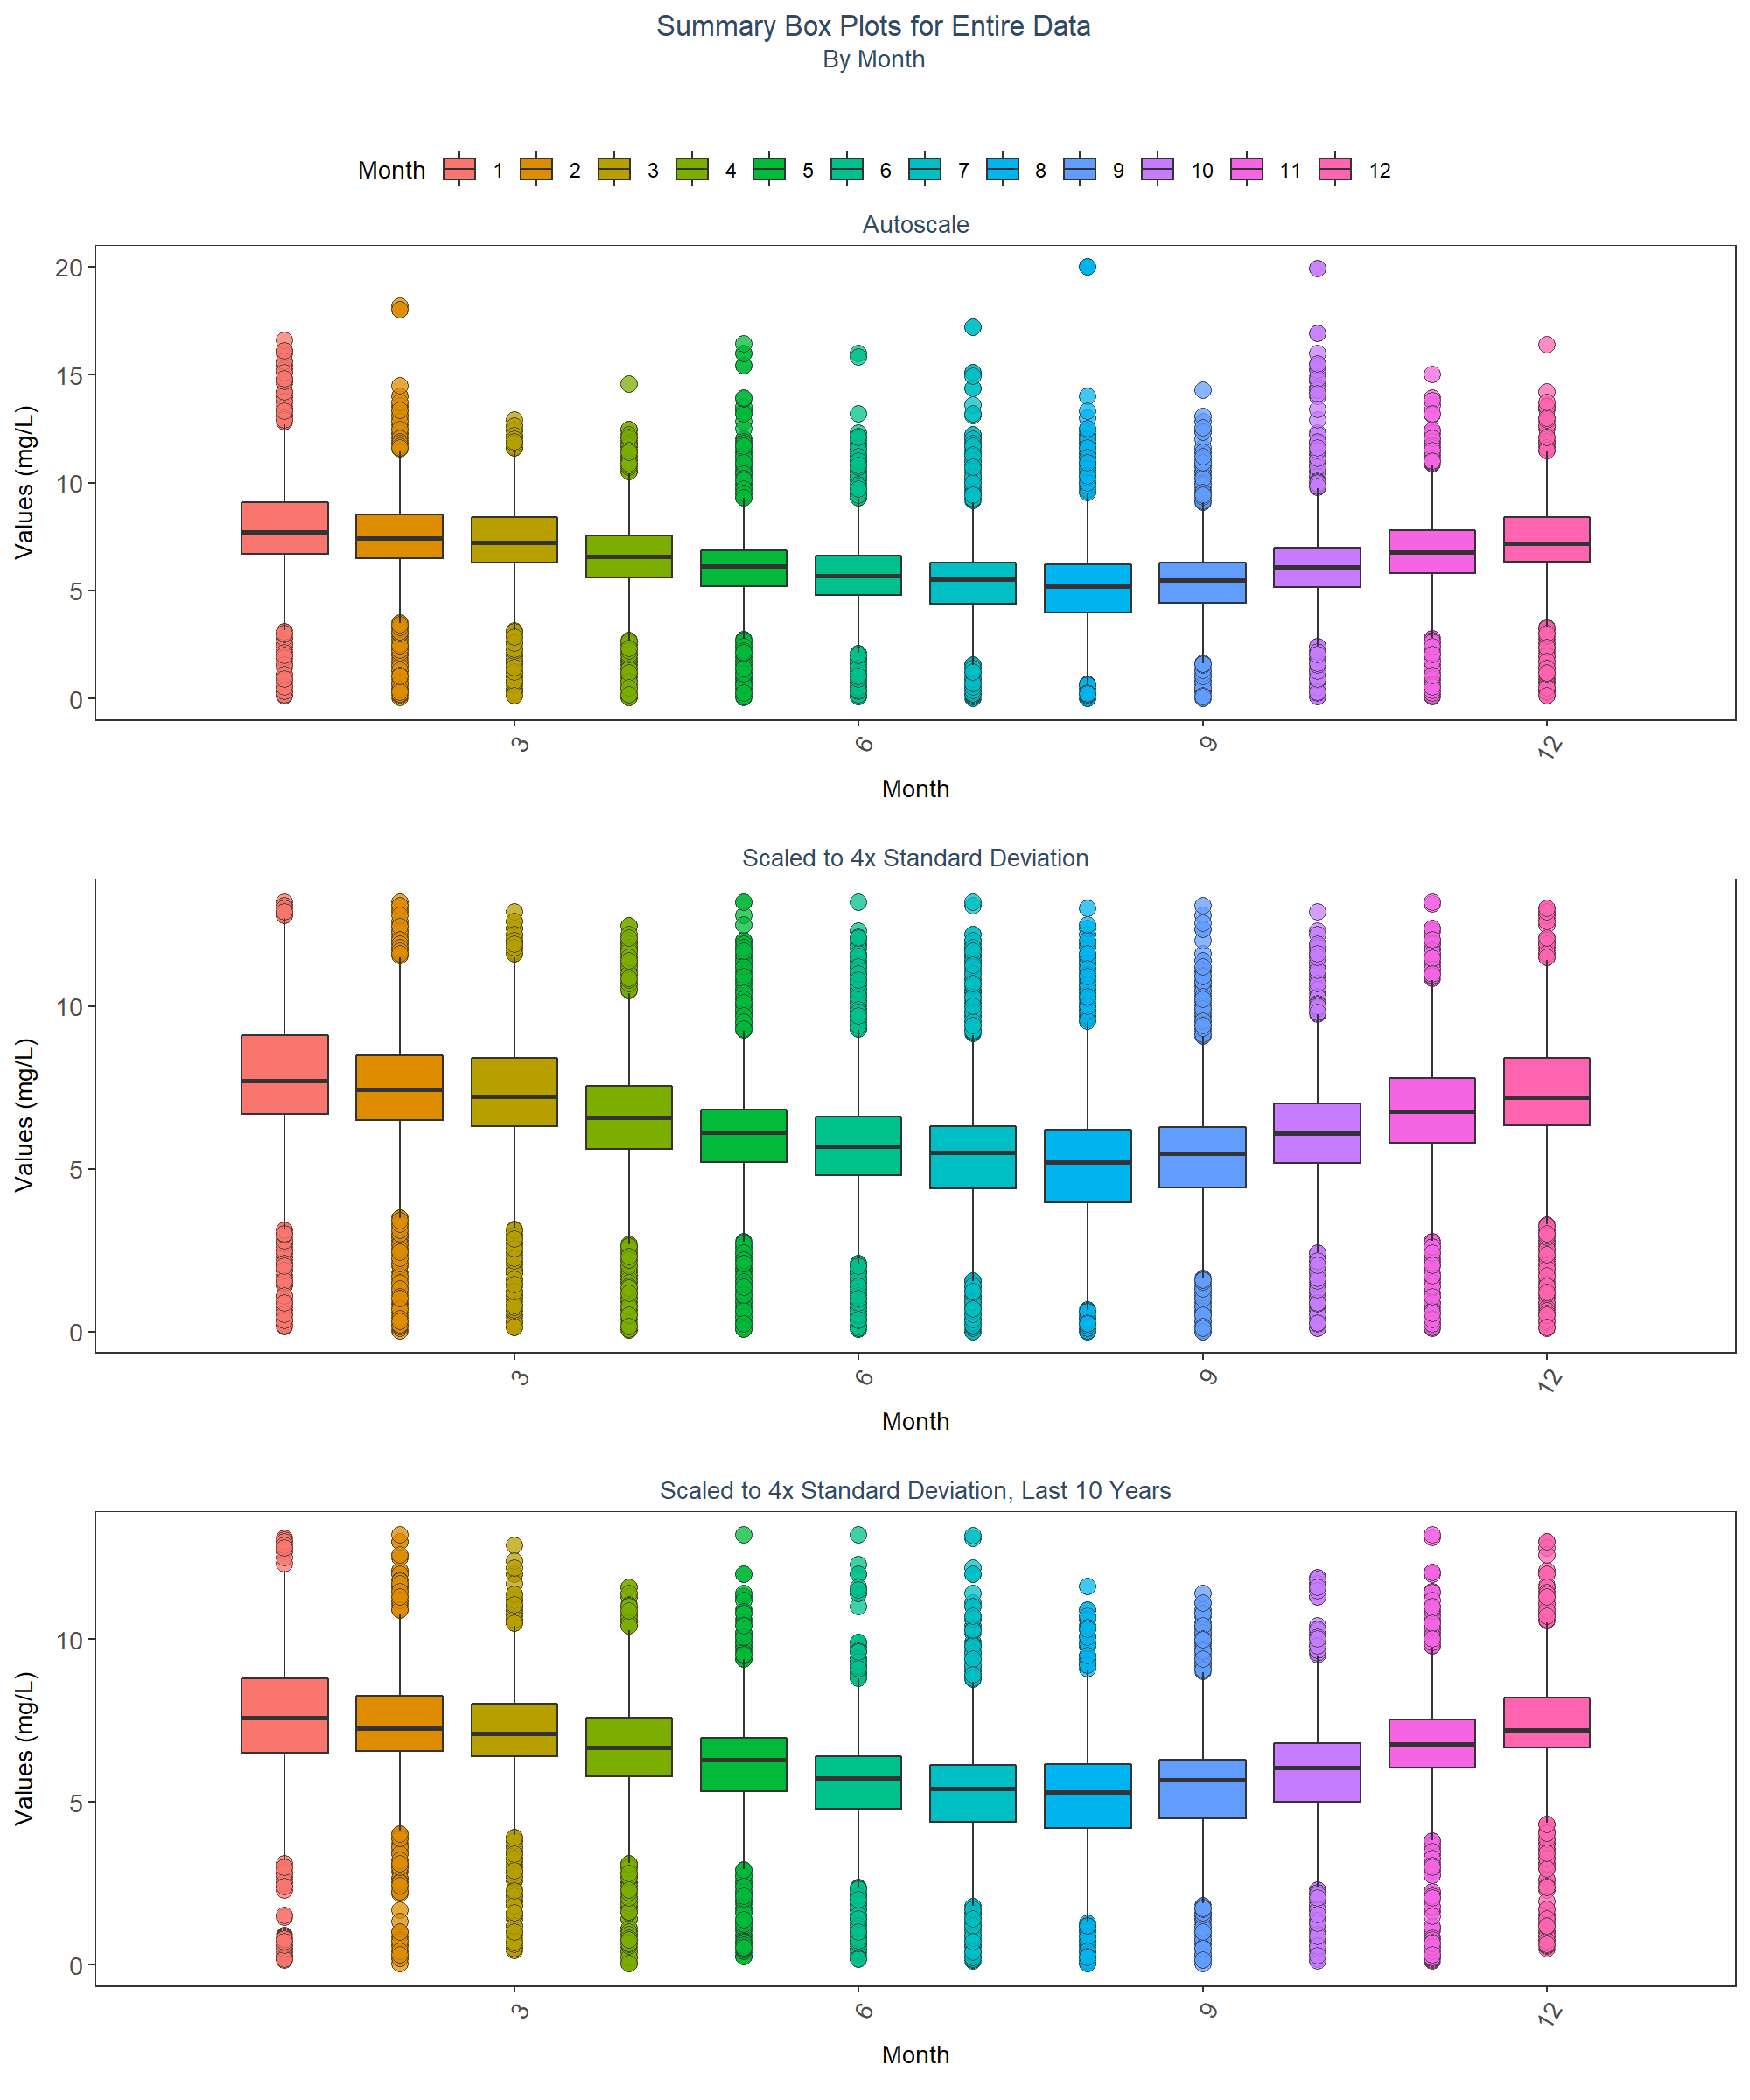 Summary Box Plots for Entire Data
By Month
Month 1 2 3 4 5 6 7 8 9 10 11 12
Autoscale
Values (mg/L)
20
15
10
5
0
3 6 9 12
Month
Scaled to 4x Standard Deviation
Values (mg/L)
10
5
0
3 6 9 12
Month
Scaled to 4x Standard Deviation, Last 10 Years
Values (mg/L)
10
5
0
3 6 9 12
Month